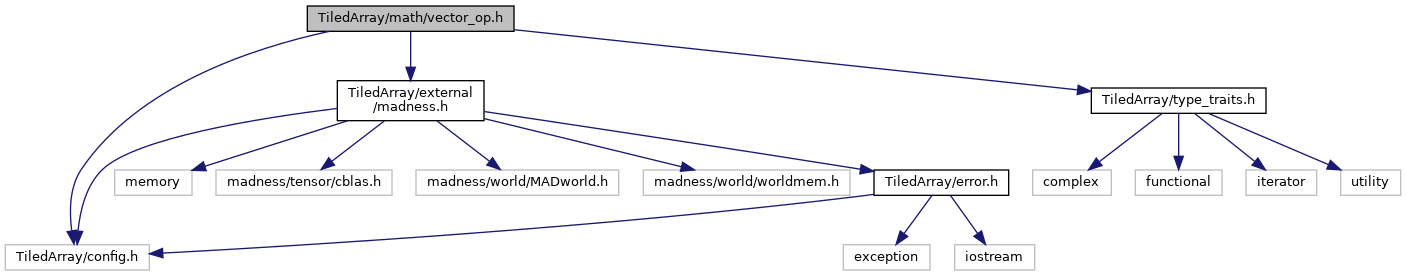 TiledArray/math/vector_op.h
TiledArray/external
/madness.h
TiledArray/type_traits.h
memory
madness/tensor/cblas.h
madness/world/MADworld.h
madness/world/worldmem.h
TiledArray/error.h
complex
functional
iterator
utility
TiledArray/config.h
exception
iostream